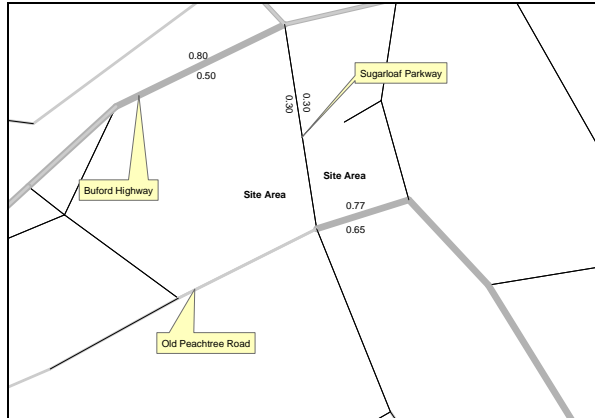 0.80
0.50
Sugarloaf Parkway
0.30
0.30
Buford Highway
Site Area
Site Area
0.77
0.65
Old Peachtree Road